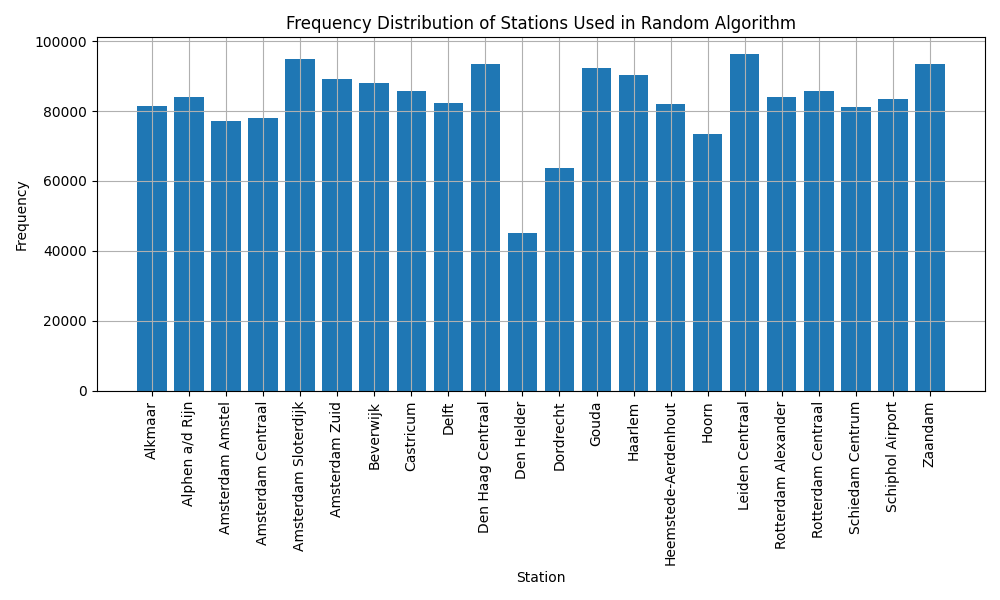 Frequency Distribution of Stations Used in Random Algorithm
100000
80000
60000
40000
20000
0
Frequency
Alkmaar
Alphen a/d Rijn
Amsterdam Amstel
Amsterdam Centraal
Amsterdam Sloterdijk
Amsterdam Zuid
Beverwijk
Castricum
Delft
Den Haag Centraal
Den Helder
Dordrecht
Gouda
Haarlem
Heemstede-Aerdenhout
Hoorn
Leiden Centraal
Rotterdam Alexander
Rotterdam Centraal
Schiedam Centrum
Schiphol Airport
Zaandam
Station